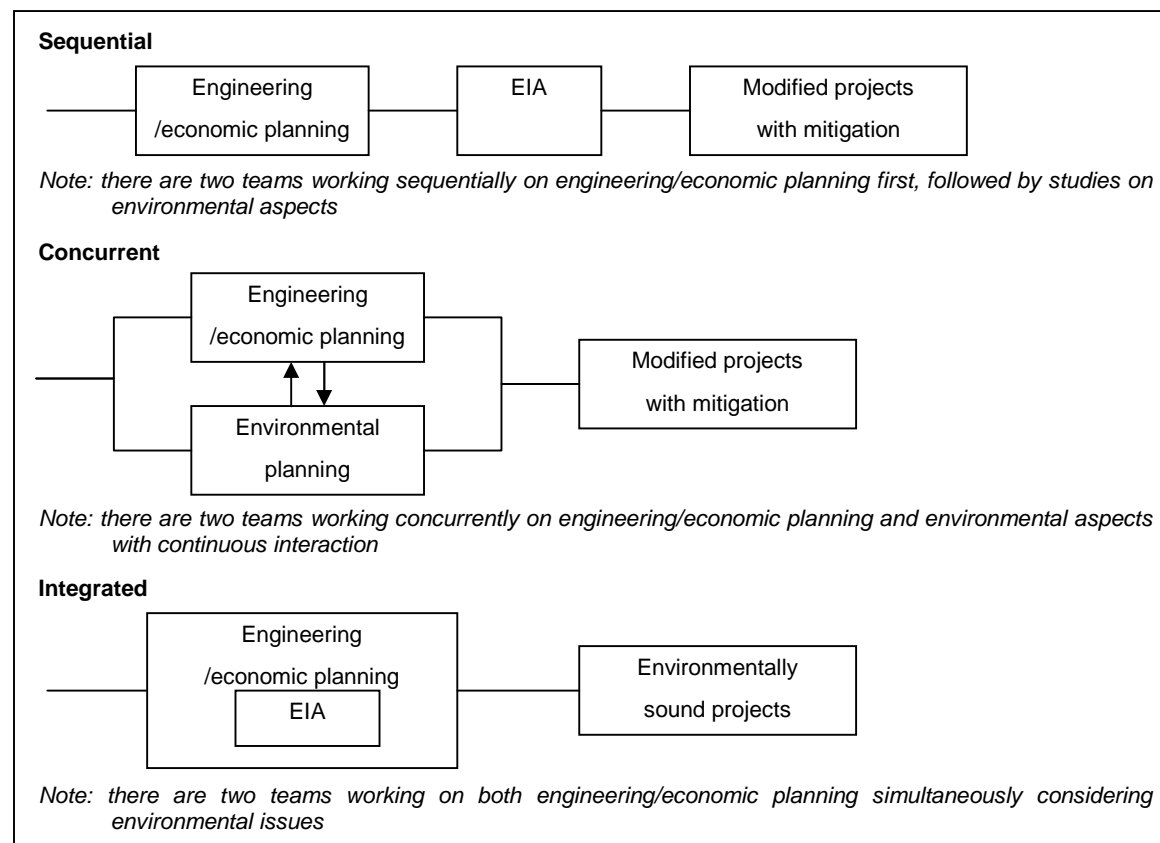 Sequential
Engineering
/economic planning
EIA
Modified projects
with mitigation
Note: there are two teams working sequentially on engineering/economic planning first, followed by studies on
environmental aspects
Concurrent
Engineering
/economic planning
Environmental
planning
Modified projects
with mitigation
Note: there are two teams working concurrently on engineering/economic planning and environmental aspects
with continuous interaction
Integrated
Engineering
/economic planning
EIA
Environmentally
sound projects
Note: there are two teams working on both engineering/economic planning simultaneously considering
environmental issues